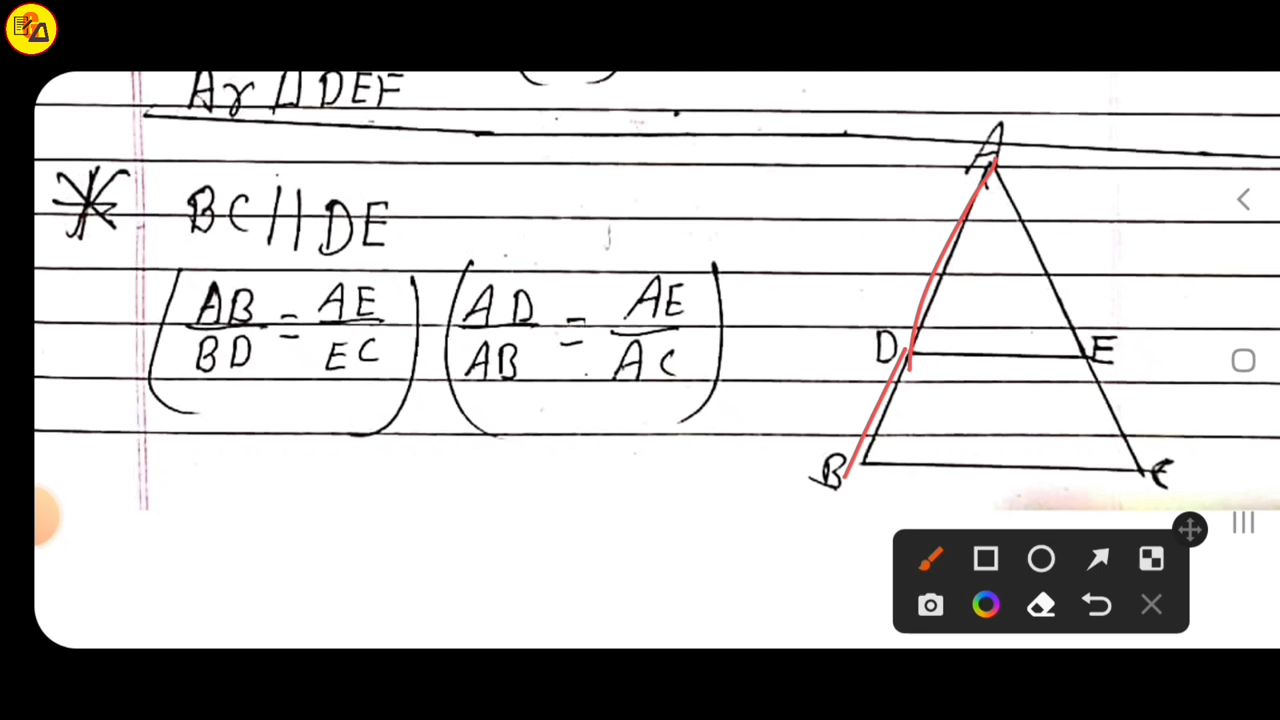 Ar △DEF
A
* BC || DE
(AB/BD = AE/EC) (AD/AB = AE/AC)
D E
B C